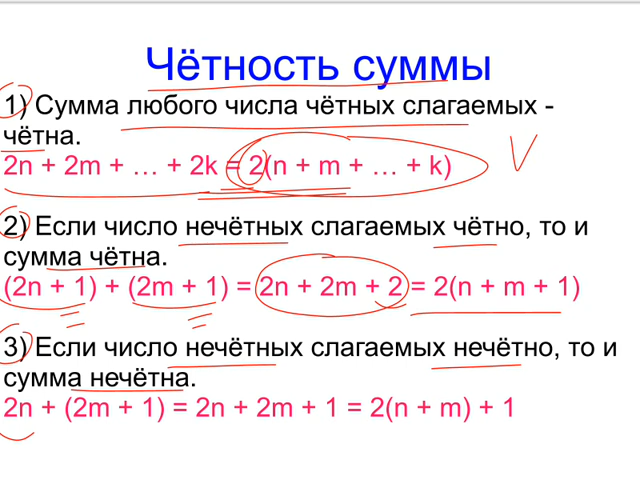 Чётность суммы
1) Сумма любого числа чётных слагаемых -
чётна.
2n + 2m + … + 2k = 2(n + m + … + k)
2) Если число нечётных слагаемых чётно, то и
сумма чётна.
(2n + 1) + (2m + 1) = 2n + 2m + 2 = 2(n + m + 1)
3) Если число нечётных слагаемых нечётно, то и
сумма нечётна.
2n + (2m + 1) = 2n + 2m + 1 = 2(n + m) + 1